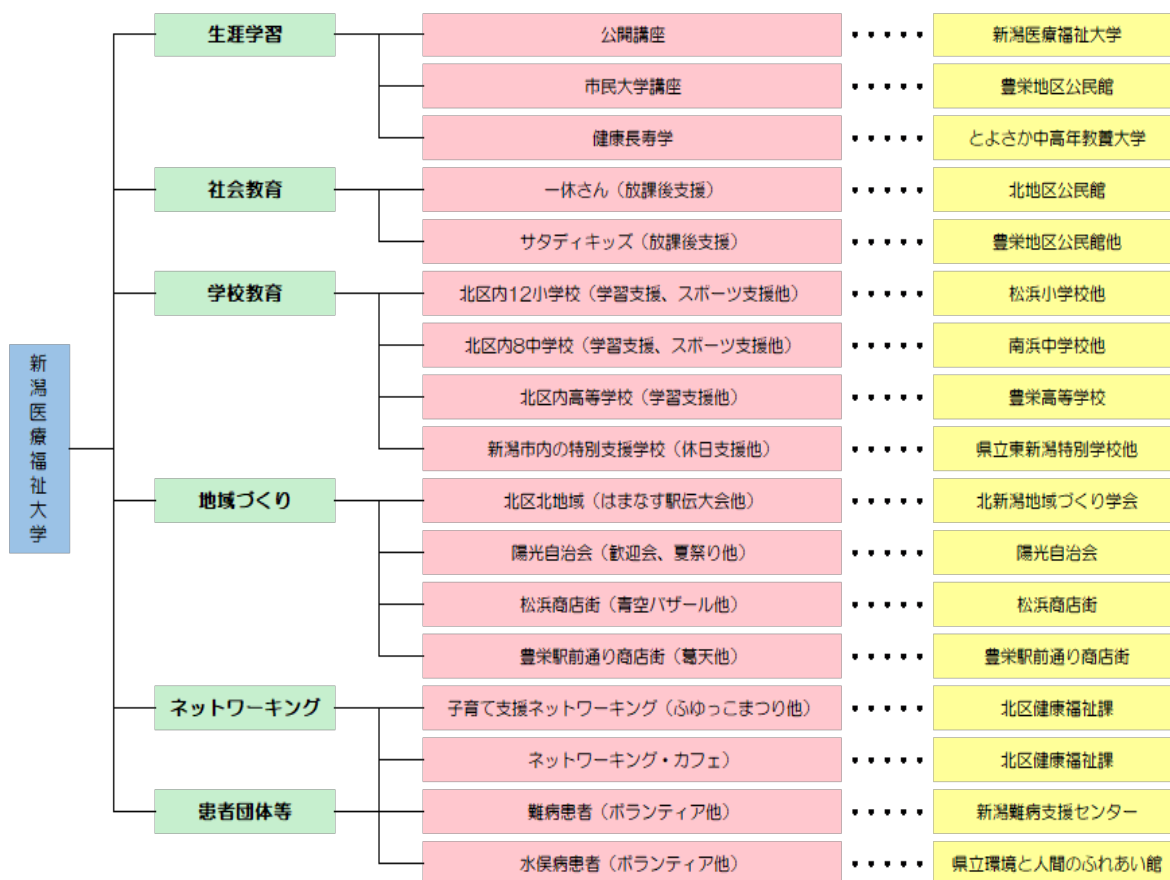 新潟医療福祉大学
生涯学習
公開講座
新潟医療福祉大学
市民大学講座
豊栄地区公民館
健康長寿学
とよさか中高年教養大学
社会教育
一休さん（放課後支援）
北地区公民館
サタディキッズ（放課後支援）
豊栄地区公民館他
学校教育
北区内12小学校（学習支援、スポーツ支援他）
松浜小学校他
北区内8中学校（学習支援、スポーツ支援他）
南浜中学校他
北区内高等学校（学習支援他）
豊栄高等学校
新潟市内の特別支援学校（休日支援他）
県立東新潟特別学校他
地域づくり
北区北地域（はまなす駅伝大会他）
北新潟地域づくり学会
陽光自治会（歓迎会、夏祭り他）
陽光自治会
松浜商店街（青空バザール他）
松浜商店街
豊栄駅前通り商店街（葛天他）
豊栄駅前通り商店街
ネットワーキング
子育て支援ネットワーキング（ふゆっこまつり他）
北区健康福祉課
ネットワーキング・カフェ）
北区健康福祉課
患者団体等
難病患者（ボランティア他）
新潟難病支援センター
水俣病患者（ボランティア他）
県立環境と人間のふれあい館